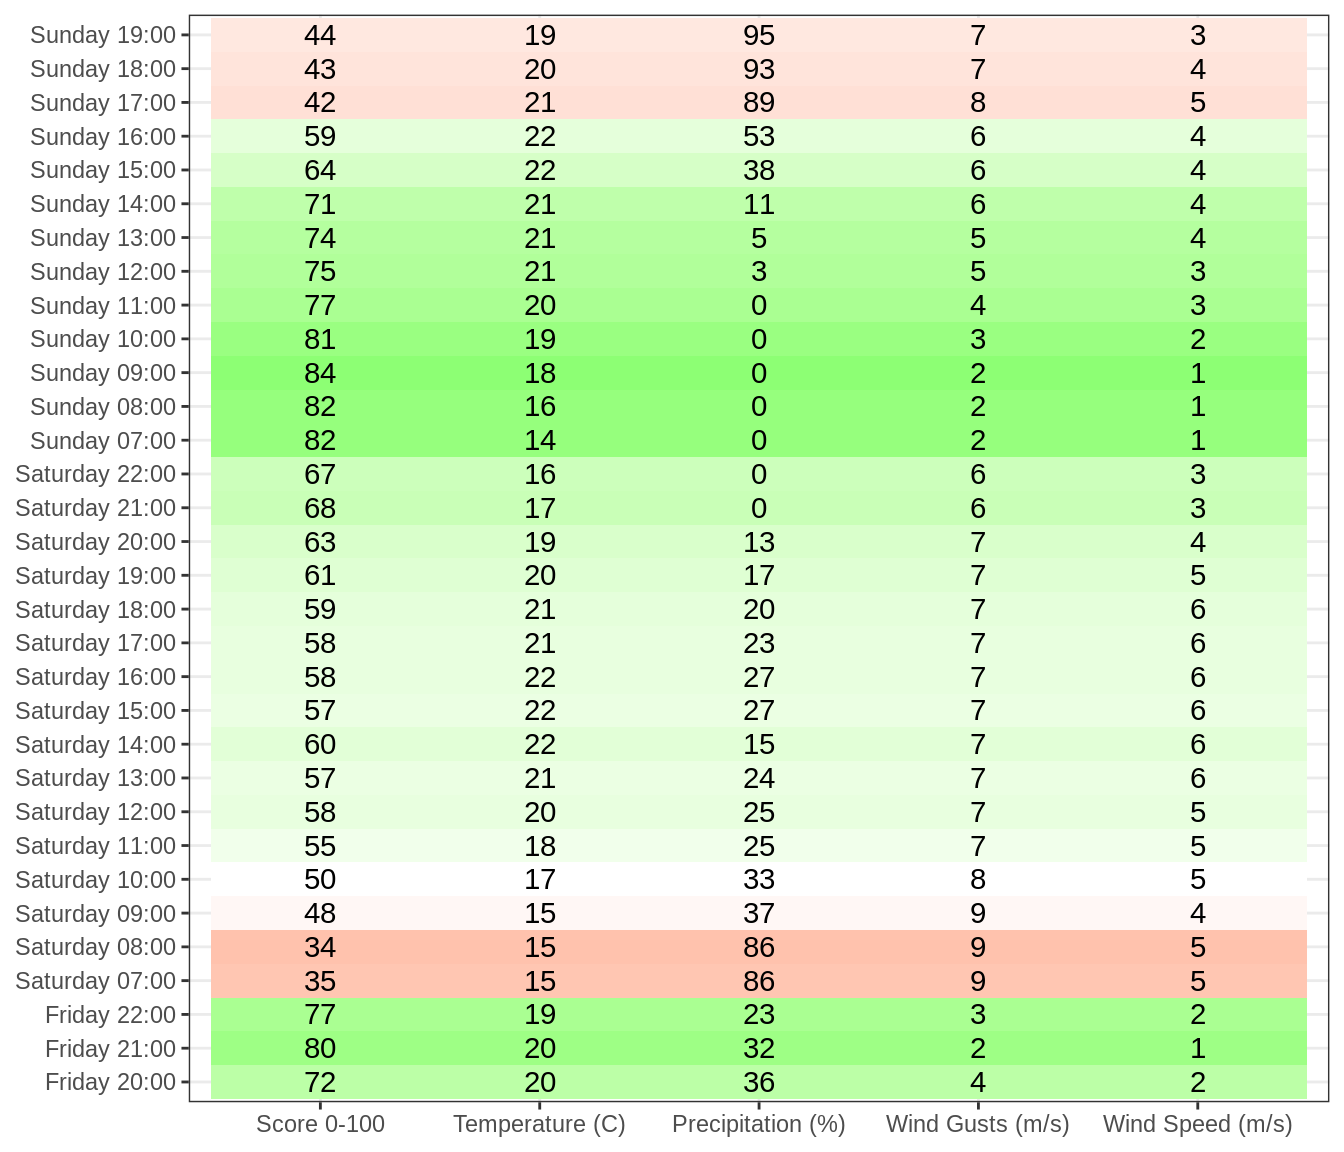 Sunday 19:00 44 19 95 7 3
Sunday 18:00 43 20 93 7 4
Sunday 17:00 42 21 89 8 5
Sunday 16:00 59 22 53 6 4
Sunday 15:00 64 22 38 6 4
Sunday 14:00 71 21 11 6 4
Sunday 13:00 74 21 5 5 4
Sunday 12:00 75 21 3 5 3
Sunday 11:00 77 20 0 4 3
Sunday 10:00 81 19 0 3 2
Sunday 09:00 84 18 0 2 1
Sunday 08:00 82 16 0 2 1
Sunday 07:00 82 14 0 2 1
Saturday 22:00 67 16 0 6 3
Saturday 21:00 68 17 0 6 3
Saturday 20:00 63 19 13 7 4
Saturday 19:00 61 20 17 7 5
Saturday 18:00 59 21 20 7 6
Saturday 17:00 58 21 23 7 6
Saturday 16:00 58 22 27 7 6
Saturday 15:00 57 22 27 7 6
Saturday 14:00 60 22 15 7 6
Saturday 13:00 57 21 24 7 6
Saturday 12:00 58 20 25 7 5
Saturday 11:00 55 18 25 7 5
Saturday 10:00 50 17 33 8 5
Saturday 09:00 48 15 37 9 4
Saturday 08:00 34 15 86 9 5
Saturday 07:00 35 15 86 9 5
Friday 22:00 77 19 23 3 2
Friday 21:00 80 20 32 2 1
Friday 20:00 72 20 36 4 2
Score 0-100 Temperature (C) Precipitation (%) Wind Gusts (m/s) Wind Speed (m/s)